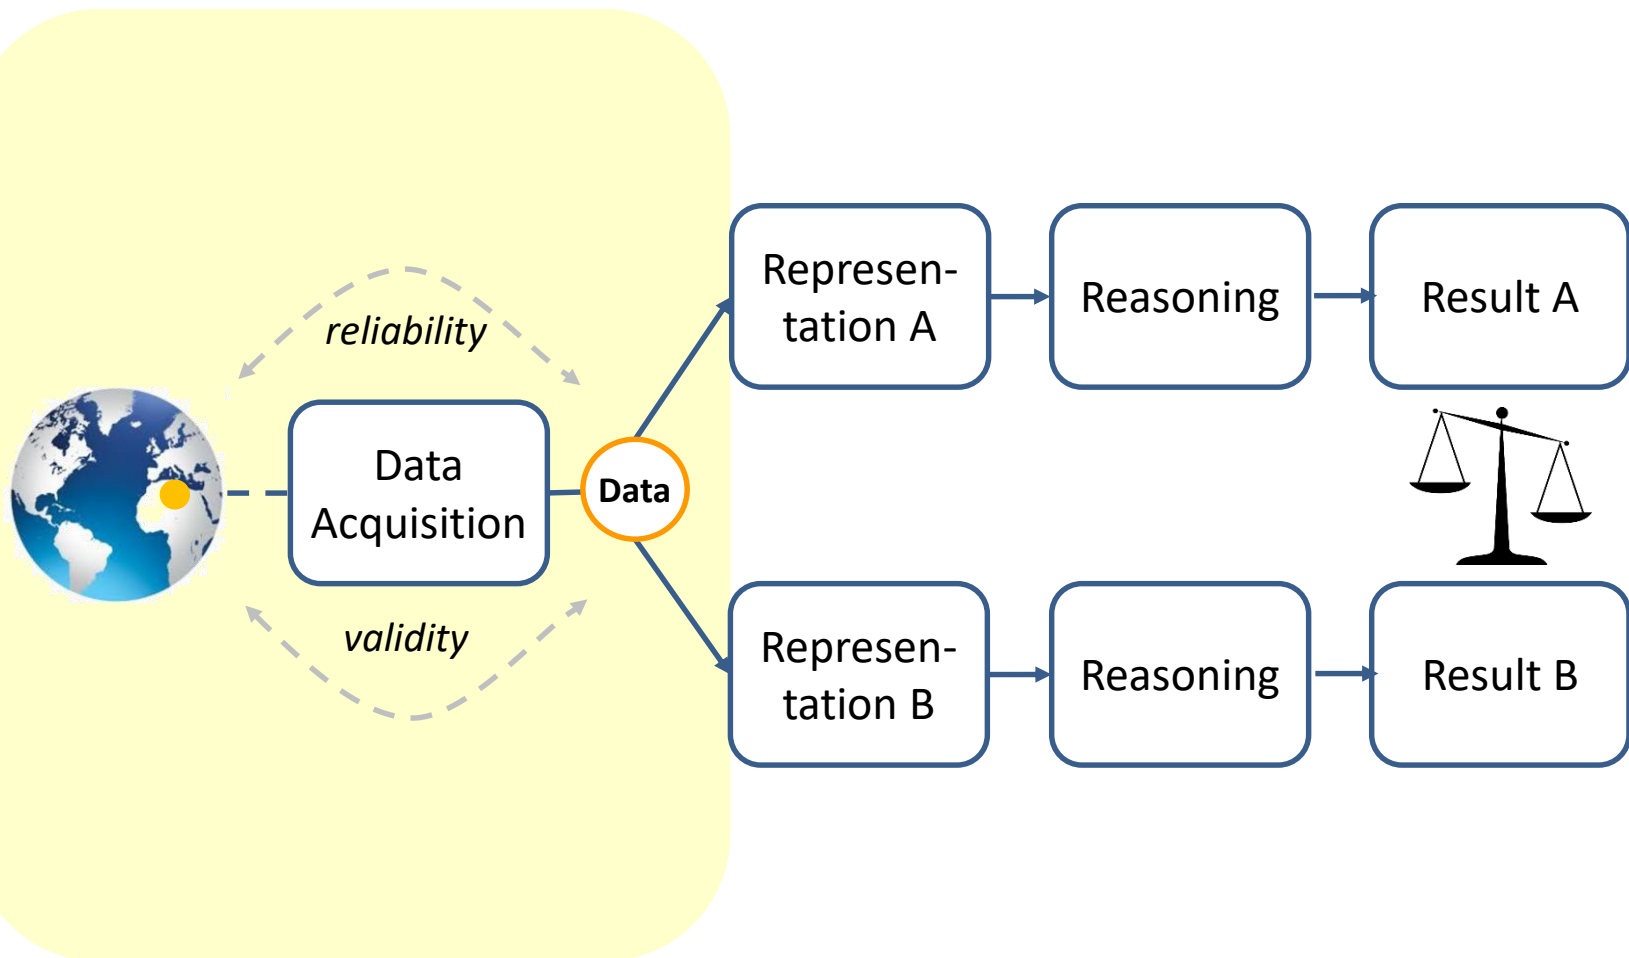 Represen-
tation A
Reasoning
Result A
reliability
Data
Acquisition
Data
validity
Represen-
tation B
Reasoning
Result B